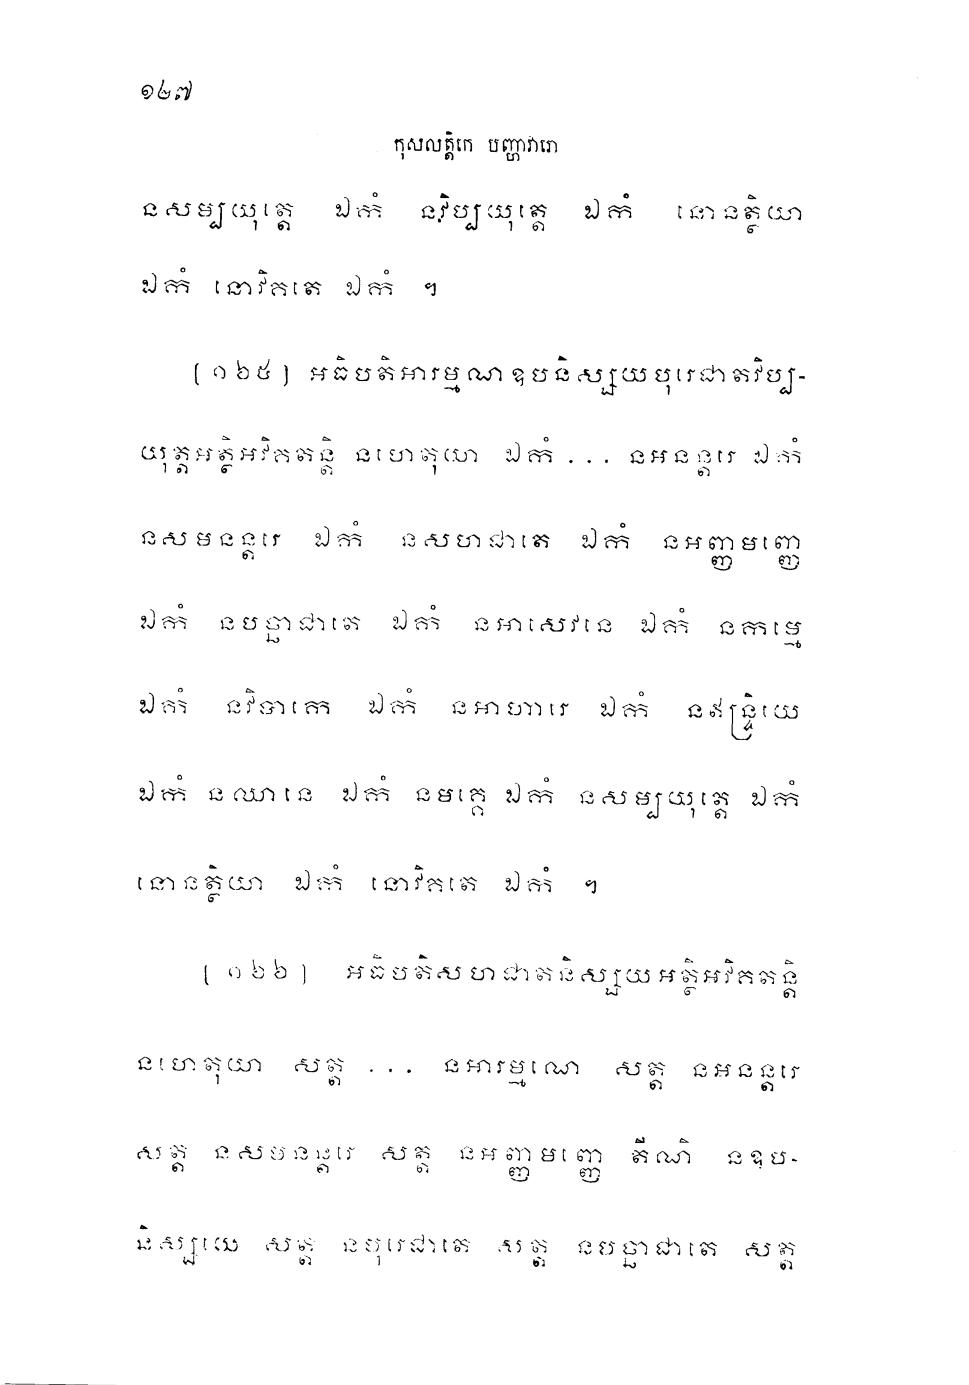 ១២៧
កុសលត្តិកេ បញ្ហាវារោ
នសម្បយុត្តេ ឯកំ នវិប្បយុត្តេ ឯកំ នោនត្ថិយា
ឯកំ នោវិគតេ ឯកំ ។
[១៦៥] អធិបតិអារម្មណឧបនិស្សយបុរេជាតវិប្ប-
យុត្តអត្ថិអវិគតន្តិ នហេតុយា ឯកំ ... នអនន្តរេ ឯកំ
នសមនន្តរេ ឯកំ នសហជាតេ ឯកំ នអញ្ញមញ្ញេ
ឯកំ នបច្ឆាជាតេ ឯកំ នអាសេវនេ ឯកំ នកម្មេ
ឯកំ នវិបាកេ ឯកំ នអាហារេ ឯកំ នឥន្ទ្រិយេ
ឯកំ នឈានេ ឯកំ នមគ្គេ ឯកំ នសម្បយុត្តេ ឯកំ
នោនត្ថិយា ឯកំ នោវិគតេ ឯកំ ។
[១៦៦] អធិបតិសហជាតនិស្សយអត្ថិអវិគតន្តិ
នហេតុយា សត្ត ... នអារម្មណេ សត្ត នអនន្តរេ
សត្ត នសមនន្តរេ សត្ត នអញ្ញមញ្ញេ តីណិ នឧប-
និស្សយេ សត្ត នបុរេជាតេ សត្ត នបច្ឆាជាតេ សត្ត